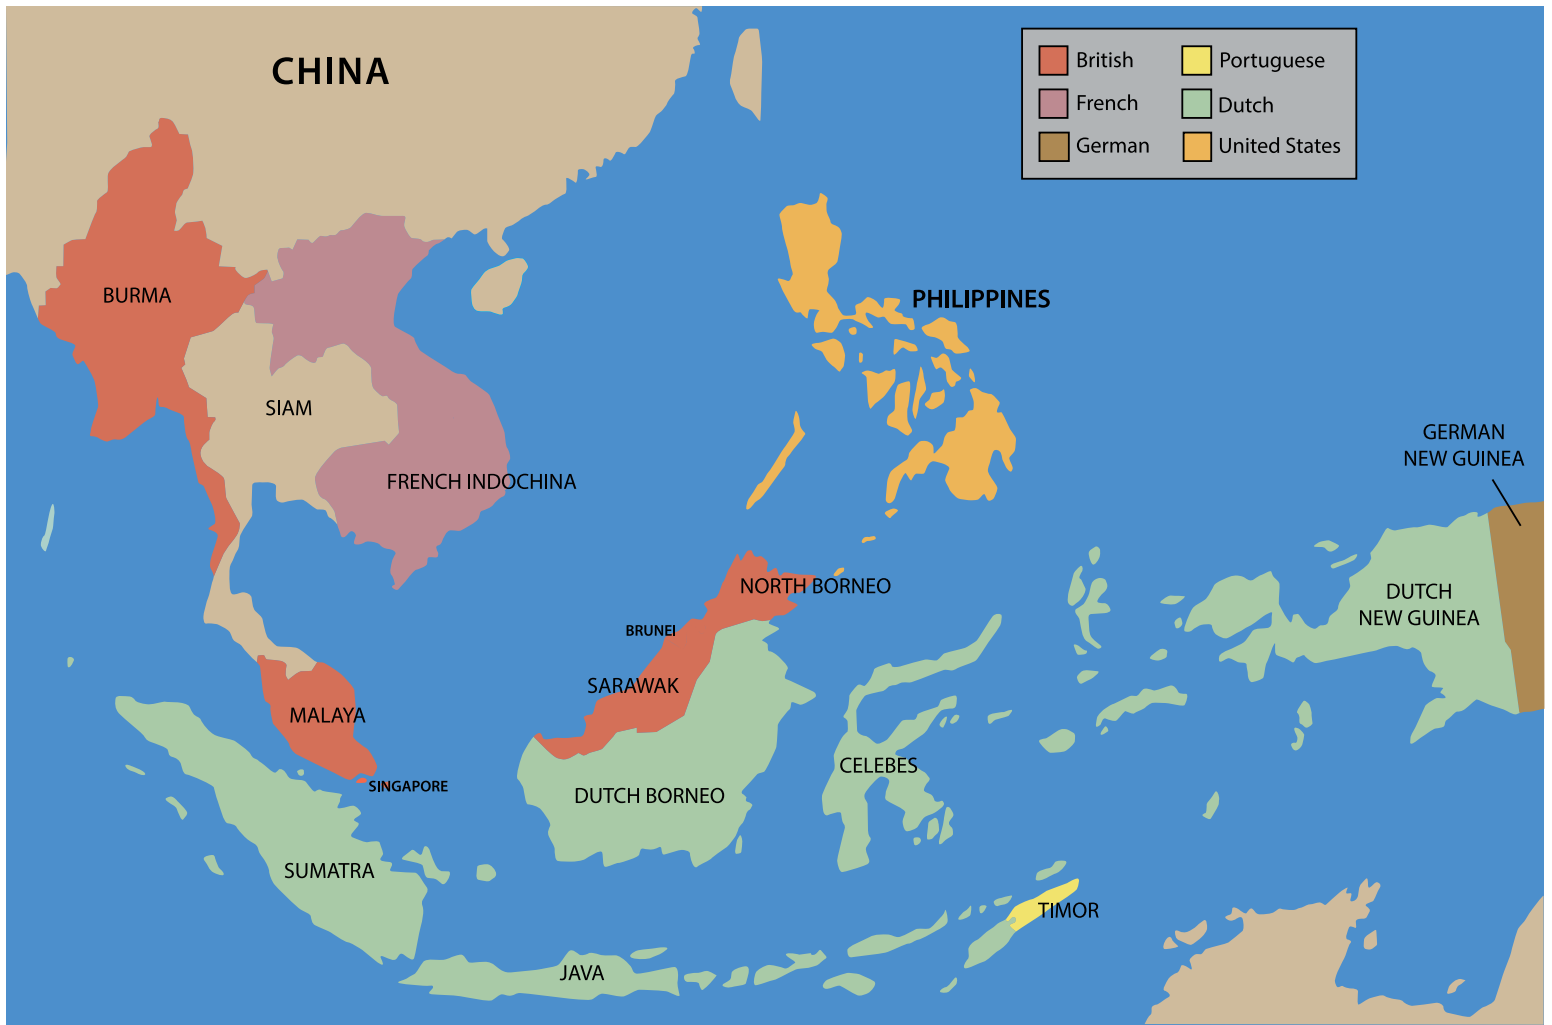 CHINA
British
Portuguese
French
Dutch
German
United States
BURMA
PHILIPPINES
SIAM
GERMAN
NEW GUINEA
FRENCH INDOCHINA
NORTH BORNEO
DUTCH
NEW GUINEA
BRUNEI
SARAWAK
MALAYA
CELEBES
SINGAPORE
DUTCH BORNEO
SUMATRA
TIMOR
JAVA